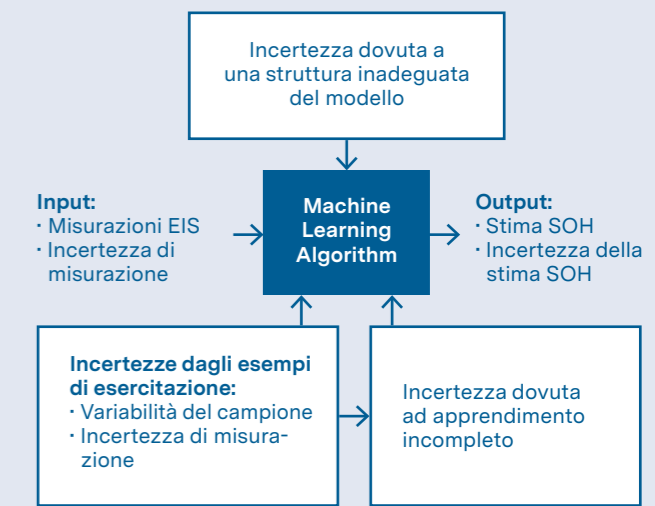 Incertezza dovuta a
una struttura inadeguata
del modello
Input:
· Misurazioni EIS
· Incertezza di
misurazione
Machine
Learning
Algorithm
Output:
· Stima SOH
· Incertezza della
stima SOH
Incertezze dagli esempi
di esercitazione:
· Variabilità del campione
· Incertezza di misura-
zione
Incertezza dovuta
ad apprendimento
incompleto